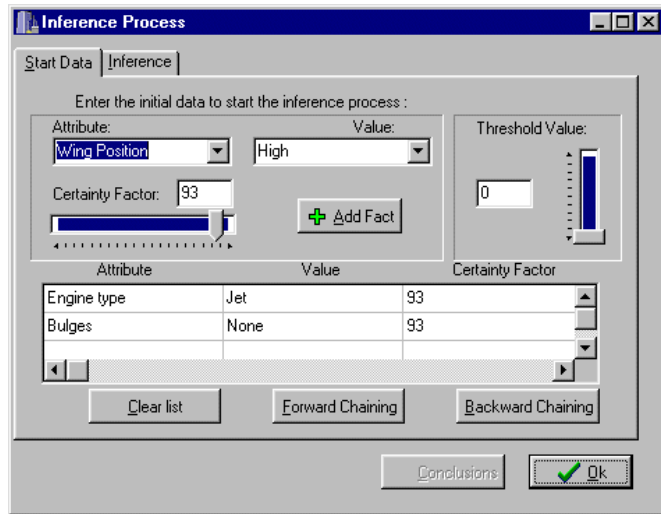 Inference Process
Start Data Inference
Enter the initial data to start the inference process :
Attribute: Value: Threshold Value:
Wing Position High
Certainty Factor: 93 0
Add Fact
Attribute Value Certainty Factor
Engine type Jet 93
Bulges None 93
Clear list Forward Chaining Backward Chaining
Conclusions Ok